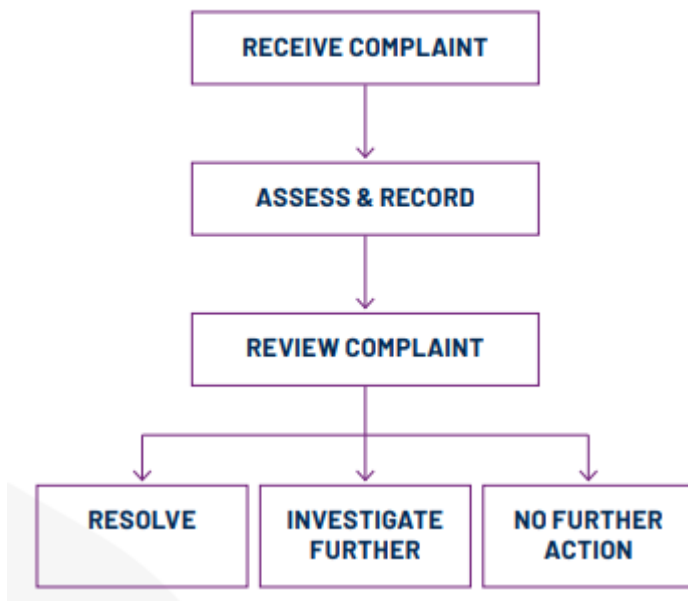 RECEIVE COMPLAINT
ASSESS & RECORD
REVIEW COMPLAINT
RESOLVE
INVESTIGATE
FURTHER
NO FURTHER
ACTION